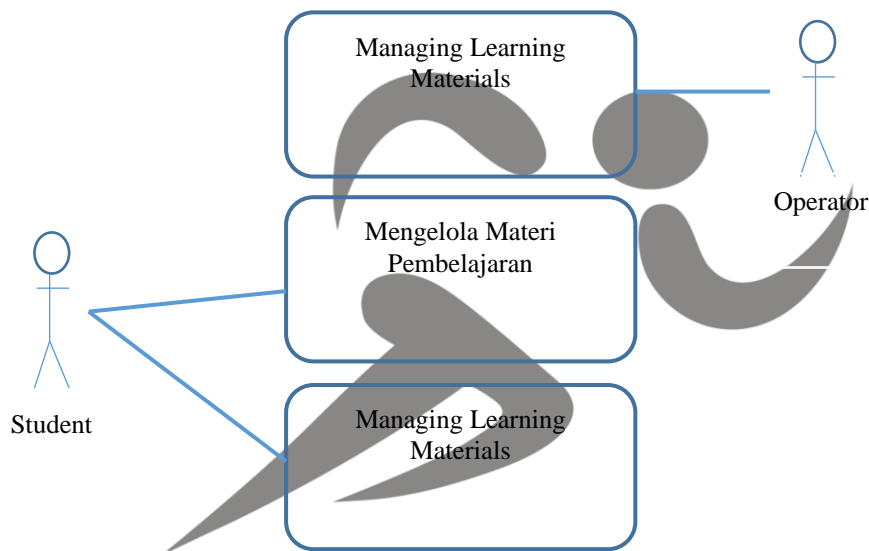 Managing Learning
Materials
Operator
Mengelola Materi
Pembelajaran
Student
Managing Learning
Materials